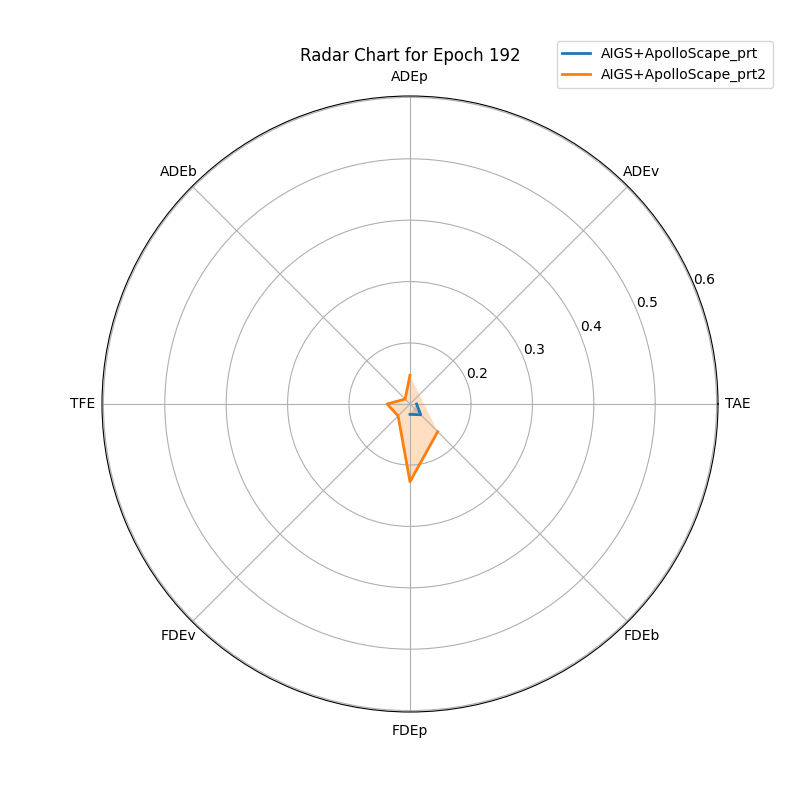 Radar Chart for Epoch 192
AIGS+ApolloScape_prt
AIGS+ApolloScape_prt2
ADEp
ADEb
ADEv
0.6
0.5
0.4
0.3
0.2
TFE
TAE
FDEv
FDEb
FDEp